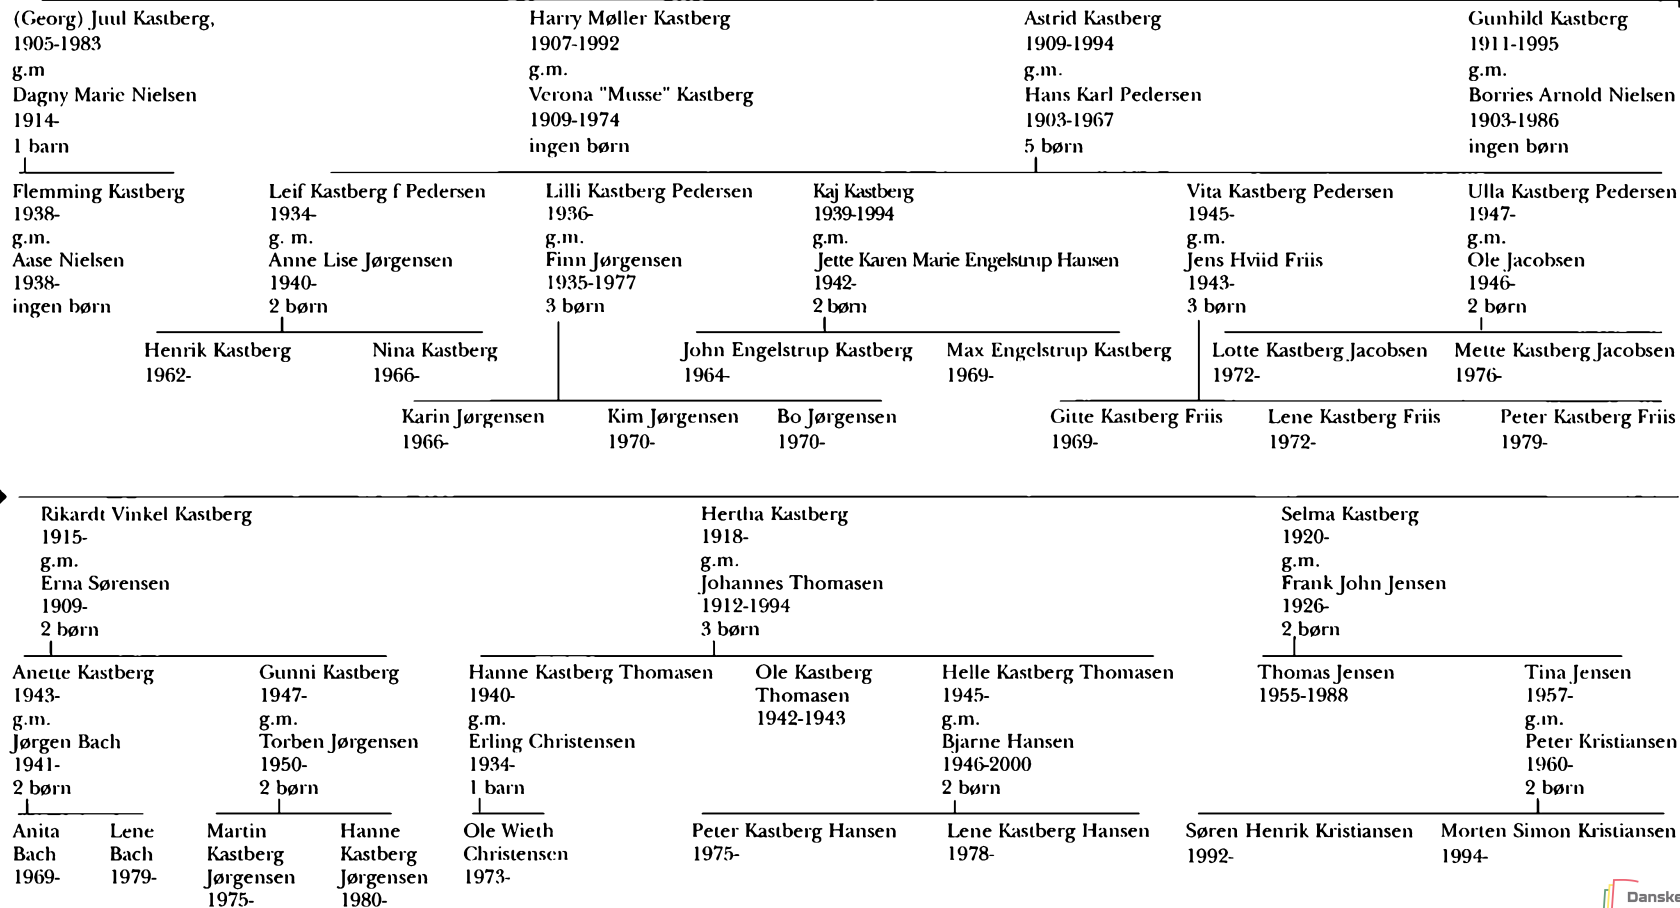 (Georg) Juul Kastberg,
1905-1983
g.m
Dagny Marie Nielsen
1914-
1 barn
Harry Møller Kastberg
1907-1992
g.m.
Verona "Musse" Kastberg
1909-1974
ingen børn
Astrid Kastberg
1909-1994
g.m.
Hans Karl Pedersen
1903-1967
5 børn
Gunhild Kastberg
1911-1995
g.m.
Borries Arnold Nielsen
1903-1986
ingen børn
Flemming Kastberg
1938-
g.m.
Aase Nielsen
1938-
ingen børn
Leif Kastberg f Pedersen
1934-
g. m.
Anne Lise Jørgensen
1940-
2 børn
Lilli Kastberg Pedersen
1936-
g.m.
Finn Jørgensen
1935-1977
3 børn
Kaj Kastberg
1939-1994
g.m.
Jette Karen Marie Engelstrup Hansen
1942-
2 børn
Vita Kastberg Pedersen
1945-
g.m.
Jens Hviid Friis
1943-
3 børn
Ulla Kastberg Pedersen
1947-
g.m.
Ole Jacobsen
1946-
2 børn
Henrik Kastberg
1962-
Nina Kastberg
1966-
John Engelstrup Kastberg
1964-
Max Engelstrup Kastberg
1969-
Lotte Kastberg Jacobsen
1972-
Mette Kastberg Jacobsen
1976-
Karin Jørgensen
1966-
Kim Jørgensen
1970-
Bo Jørgensen
1970-
Gitte Kastberg Friis
1969-
Lene Kastberg Friis
1972-
Peter Kastberg Friis
1979-
Rikardt Vinkel Kastberg
1915-
g.m.
Erna Sørensen
1909-
2 børn
Hertha Kastberg
1918-
g.m.
Johannes Thomasen
1912-1994
3 børn
Selma Kastberg
1920-
g.m.
Frank John Jensen
1926-
2 børn
Anette Kastberg
1943-
g.m.
Jørgen Bach
1941-
2 børn
Gunni Kastberg
1947-
g.m.
Torben Jørgensen
1950-
2 børn
Hanne Kastberg Thomasen
1940-
g.m.
Erling Christensen
1934-
1 barn
Ole Kastberg
Thomasen
1942-1943
Helle Kastberg Thomasen
1945-
g.m.
Bjarne Hansen
1946-2000
2 børn
Thomas Jensen
1955-1988
Tina Jensen
1957-
g.m.
Peter Kristiansen
1960-
2 børn
Anita
Bach
1969-
Lene
Bach
1979-
Martin
Kastberg
Jørgensen
1975-
Hanne
Kastberg
Jørgensen
1980-
Ole Wieth
Christensen
1973-
Peter Kastberg Hansen
1975-
Lene Kastberg Hansen
1978-
Søren Henrik Kristiansen
1992-
Morten Simon Kristiansen
1994-
Danske